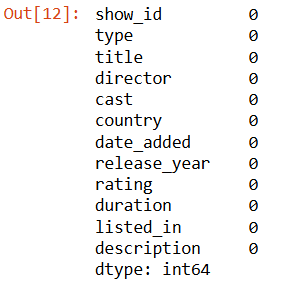 Out[12]: show_id 0
type 0
title 0
director 0
cast 0
country 0
date_added 0
release_year 0
rating 0
duration 0
listed_in 0
description 0
dtype: int64